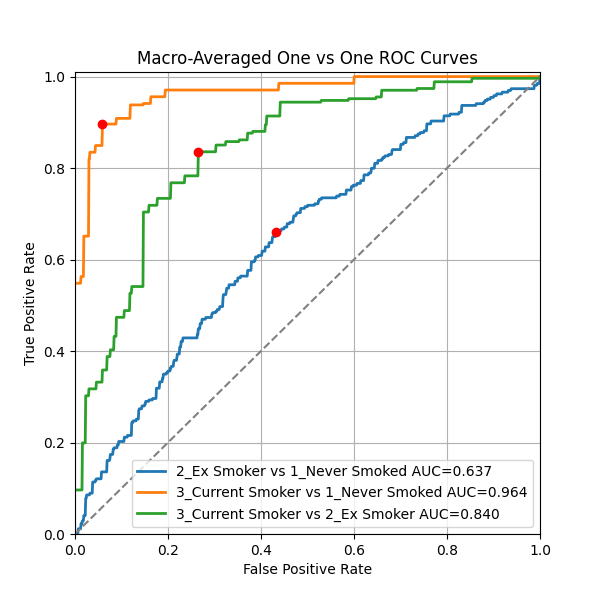 Macro-Averaged One vs One ROC Curves
1.0
0.8
0.6
0.4
0.2
0.0
True Positive Rate
2_Ex Smoker vs 1_Never Smoked AUC=0.637
3_Current Smoker vs 1_Never Smoked AUC=0.964
3_Current Smoker vs 2_Ex Smoker AUC=0.840
0.0 0.2 0.4 0.6 0.8 1.0
False Positive Rate